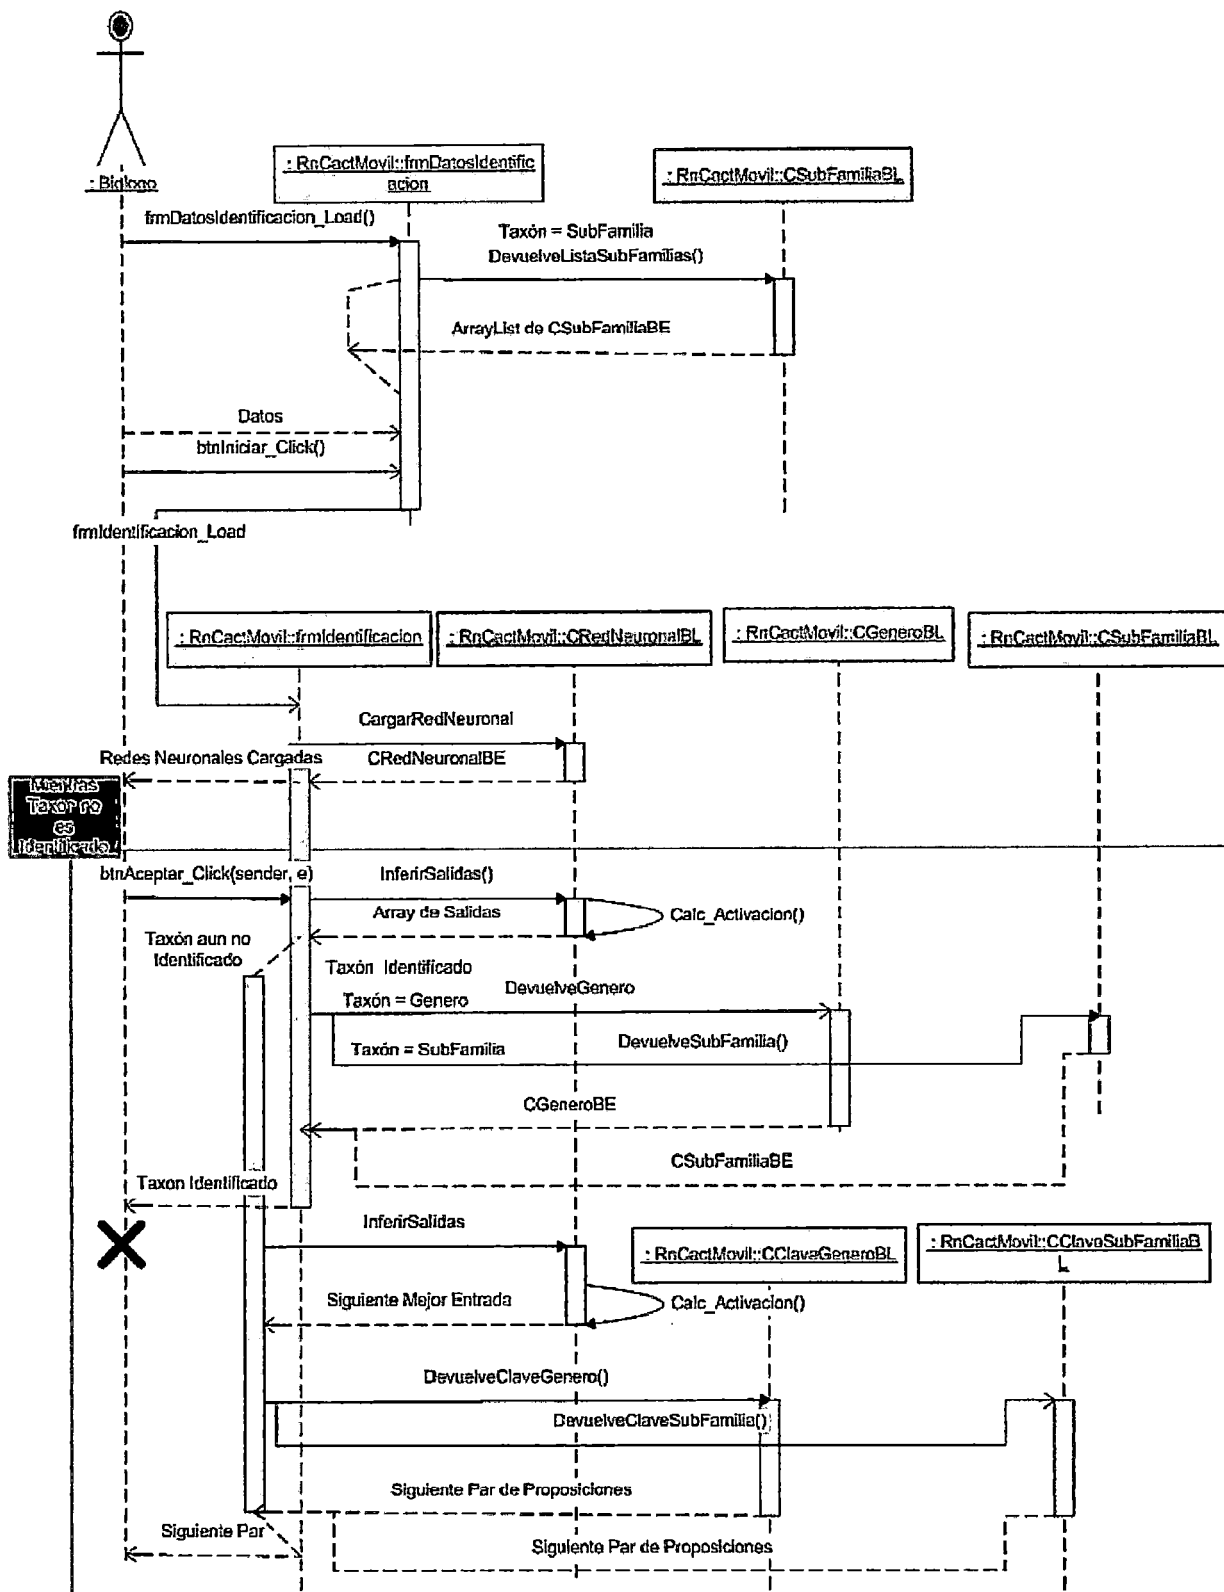 : RnCactMovil::frmDatosIdentific
acion
: RnCactMovil::CSubFamiliaBL
: Biologo
frmDatosIdentificacion_Load()
Taxón = SubFamilia
DevuelveListaSubFamilias()
ArrayList de CSubFamiliaBE
Datos
btnIniciar_Click()
frmIdentificacion_Load
: RnCactMovil::frmIdentificacion
: RnCactMovil::CRedNeuronalBL
: RnCactMovil::CGeneroBL
: RnCactMovil::CSubFamiliaBL
CargarRedNeuronal
Redes Neuronales Cargadas
CRedNeuronalBE
Mientras
Taxón no
es
Identificado
btnAceptar_Click(sender, e)
InferirSalidas()
Array de Salidas
Calc_Activacion()
Taxón aun no
Identificado
Taxón Identificado
DevuelveGenero
Taxón = Genero
DevuelveSubFamilia()
Taxón = SubFamilia
CGeneroBE
CSubFamiliaBE
Taxon Identificado
InferirSalidas
: RnCactMovil::CClaveGeneroBL
: RnCactMovil::CClaveSubFamiliaB
L
Siguiente Mejor Entrada
Calc_Activacion()
DevuelveClaveGenero()
DevuelveClaveSubFamilia()
Siguiente Par de Proposiciones
Siguiente Par
Siguiente Par de Proposiciones